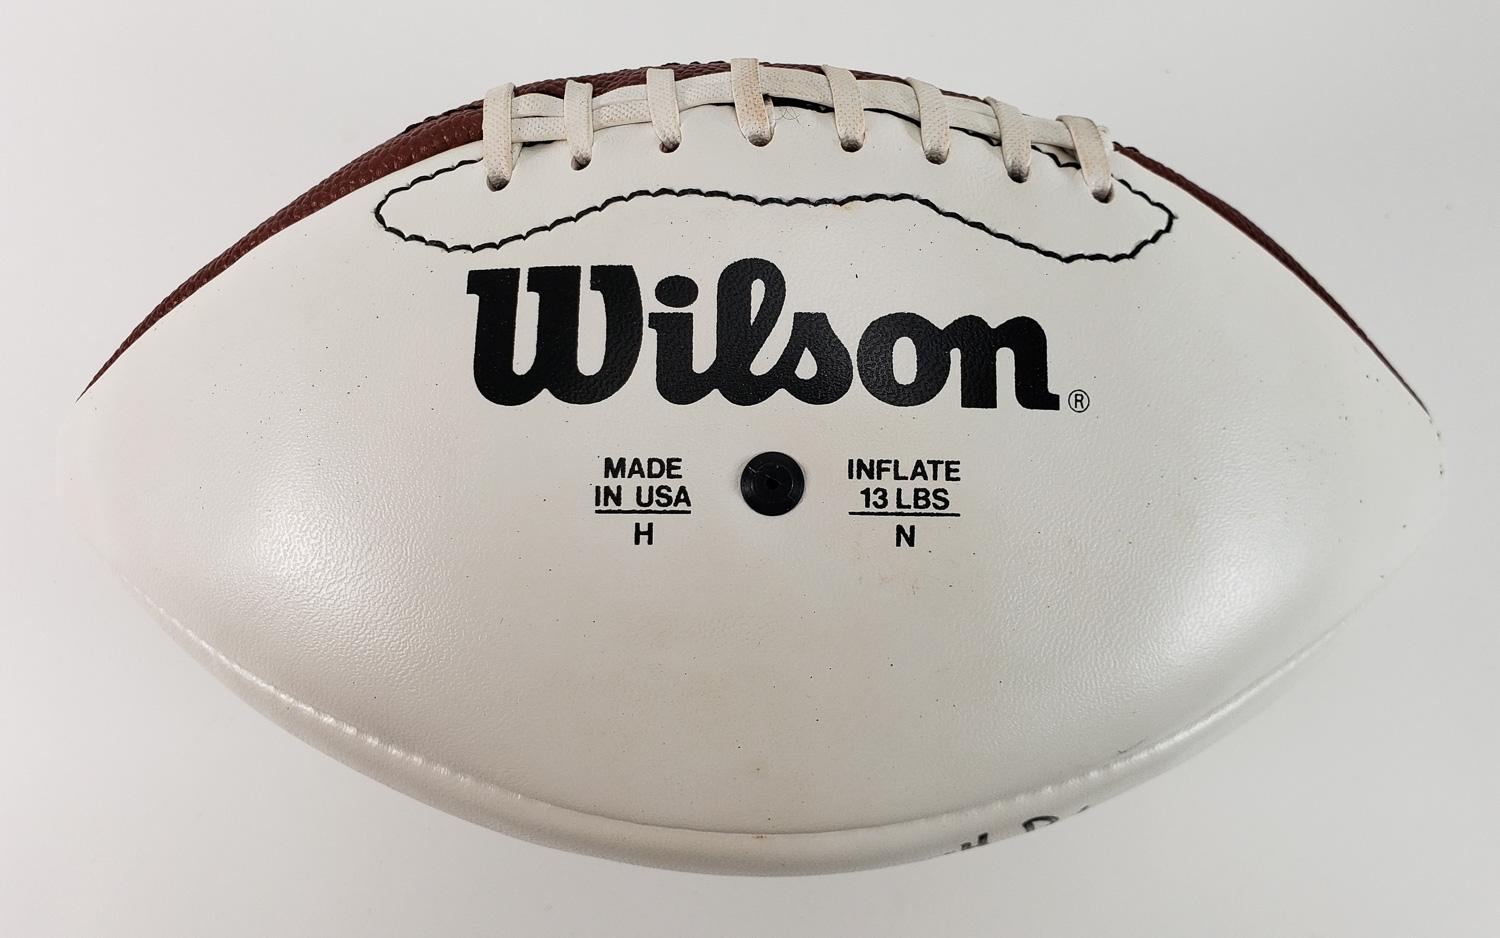 Wilson®
MADE
IN USA
H
INFLATE
13 LBS
N